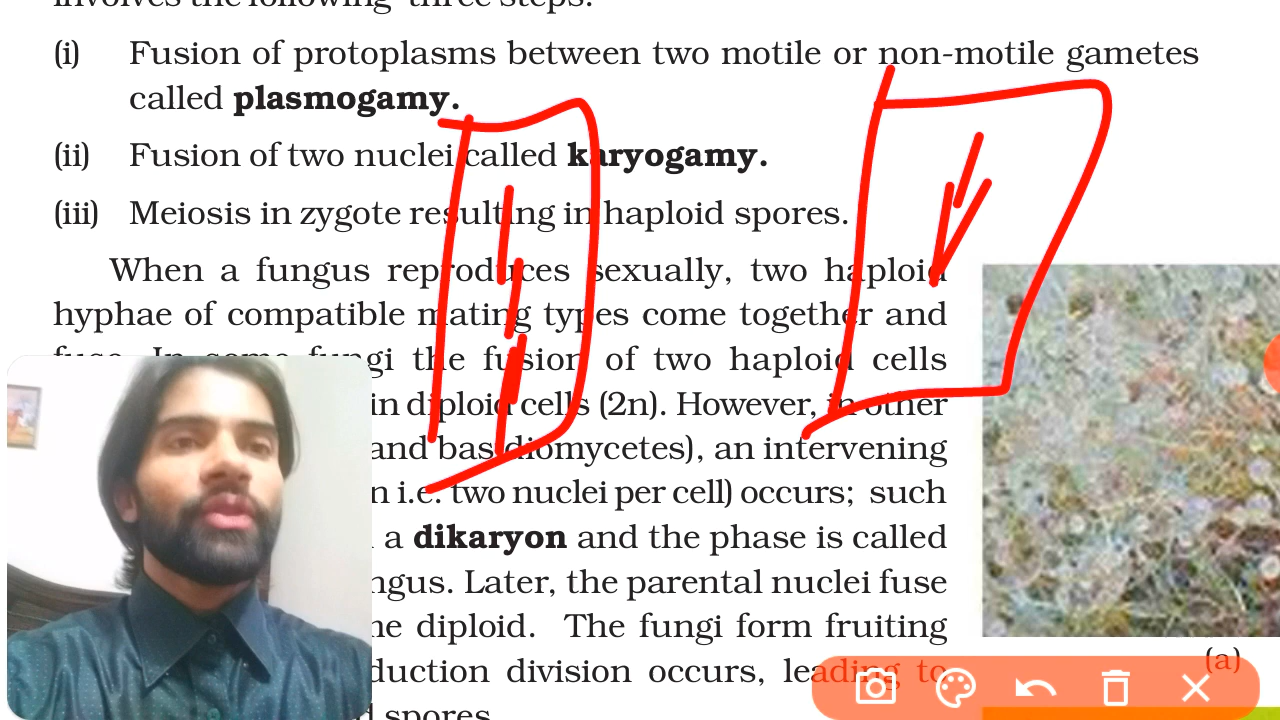 involves the following three steps:
(i) Fusion of protoplasms between two motile or non-motile gametes
called plasmogamy.
(ii) Fusion of two nuclei called karyogamy.
(iii) Meiosis in zygote resulting in haploid spores.
When a fungus reproduces sexually, two haploid
hyphae of compatible mating types come together and
fuse. In some fungi the fusion of two haploid cells
in diploid cells (2n). However, in other
and basidiomycetes), an intervening
n i.e. two nuclei per cell) occurs; such
a dikaryon and the phase is called
ngus. Later, the parental nuclei fuse
he diploid. The fungi form fruiting
duction division occurs, leading to
d spores.
(a)